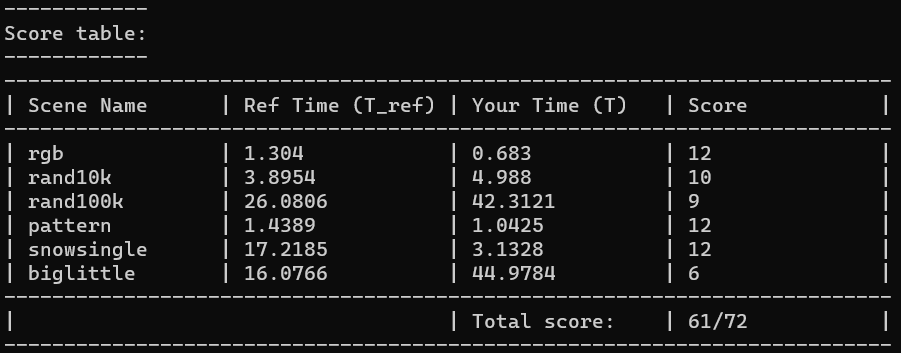 ------------
Score table:
------------
--------------------------------------------------------------------------
| Scene Name      | Ref Time (T_ref) | Your Time (T)   | Score           |
--------------------------------------------------------------------------
| rgb             | 1.304            | 0.683           | 12              |
| rand10k         | 3.8954           | 4.988           | 10              |
| rand100k        | 26.0806          | 42.3121         | 9               |
| pattern         | 1.4389           | 1.0425          | 12              |
| snowsingle      | 17.2185          | 3.1328          | 12              |
| biglittle       | 16.0766          | 44.9784         | 6               |
--------------------------------------------------------------------------
|                                    | Total score:    | 61/72           |
--------------------------------------------------------------------------